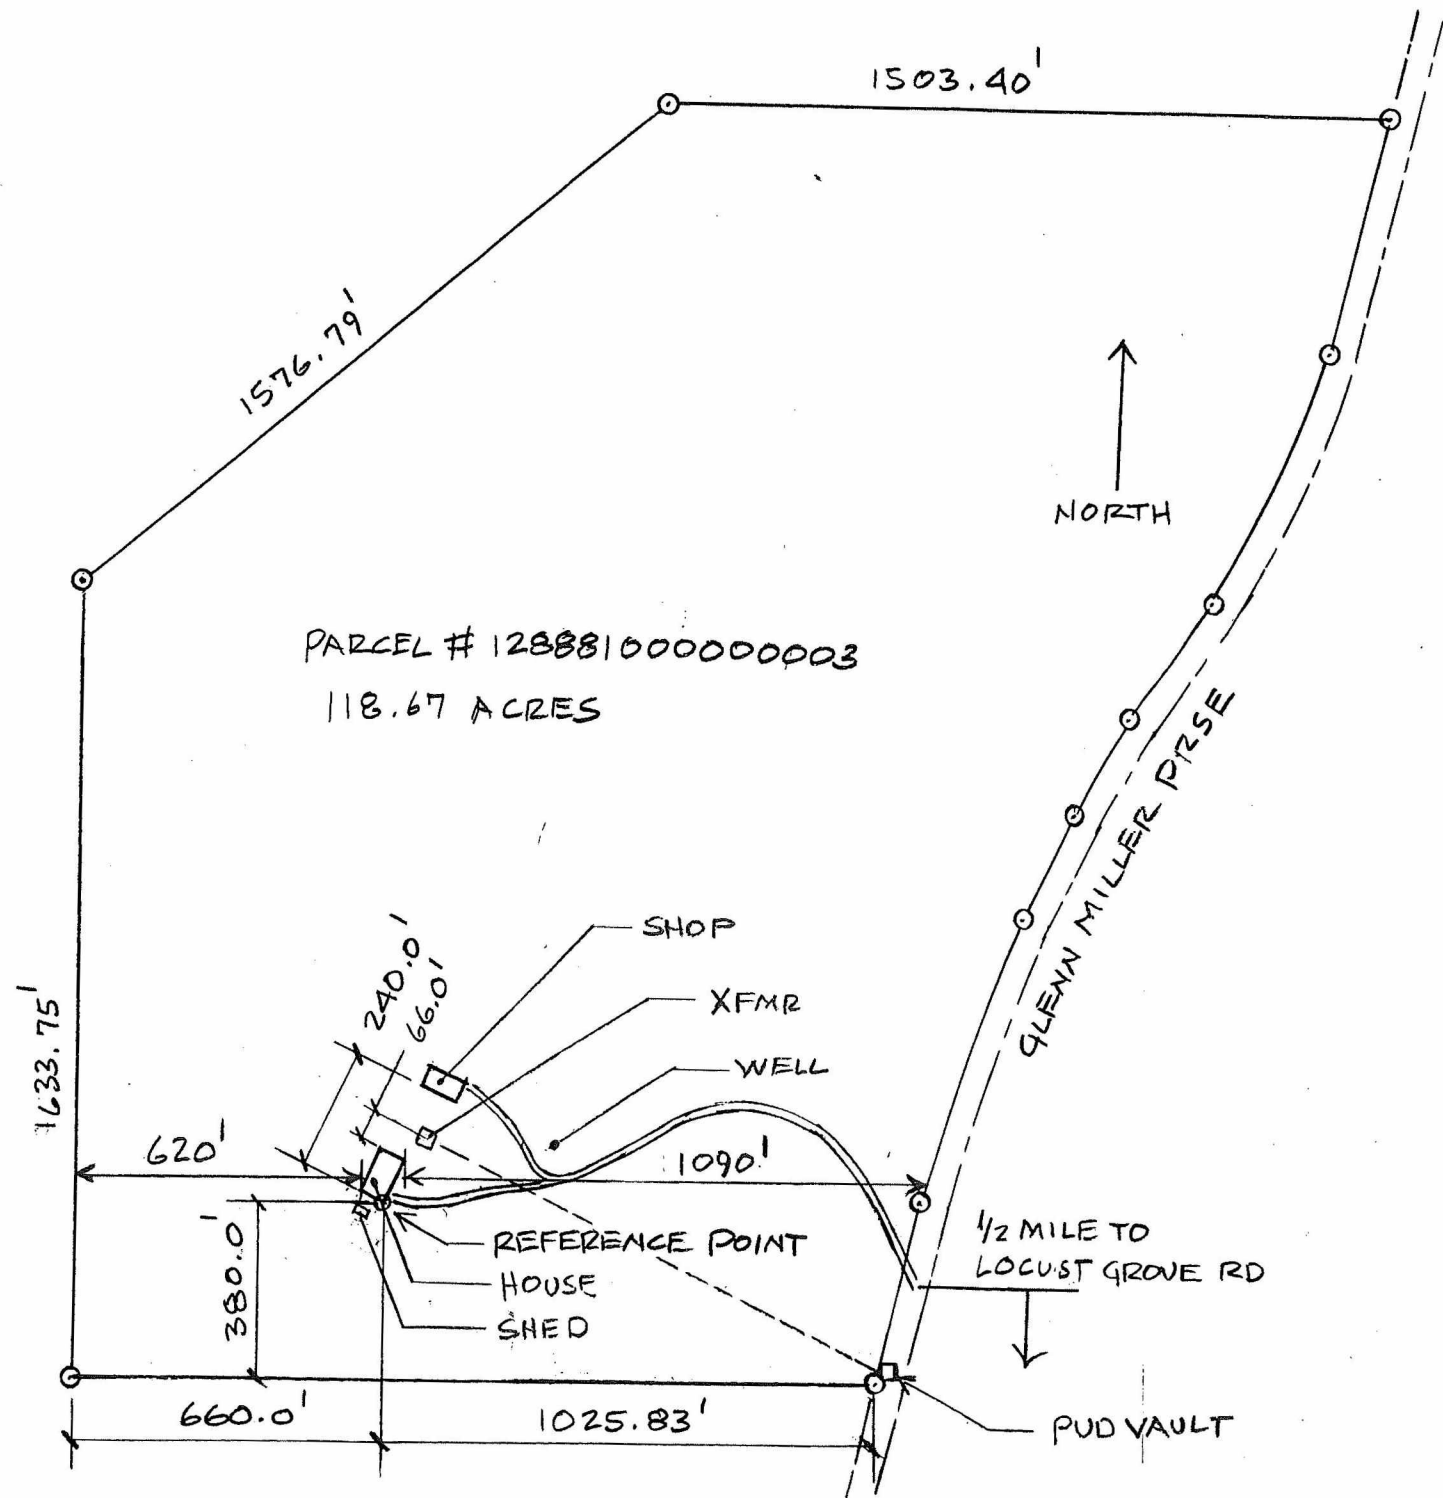 1503.40'
1576.79'
NORTH
PARCEL # 128881000000003
118.67 ACRES
GLENN MILLER PRSE
SHOP
240.0'
66.0'
XFMR
WELL
1633.75'
620'
1090'
REFERENCE POINT
HOUSE
SHED
380.0'
1/2 MILE TO
LOCUST GROVE RD
660.0'
1025.83'
PUD VAULT